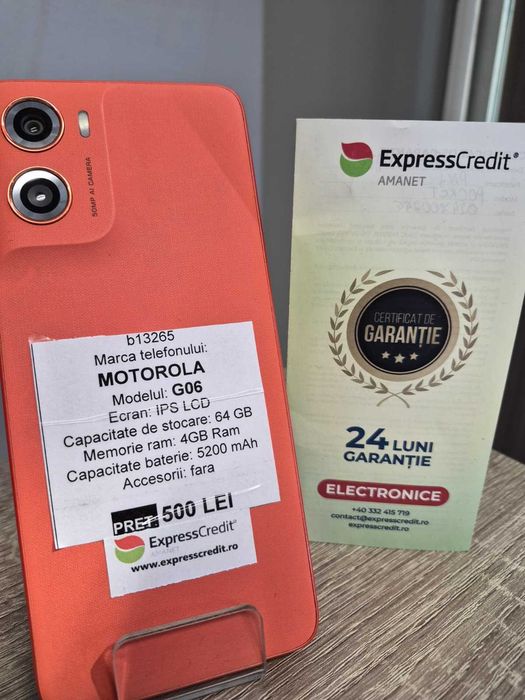 50MP AI CAMERA
b13265
Marca telefonului:
MOTOROLA
Modelul: G06
Ecran: IPS LCD
Capacitate de stocare: 64 GB
Memorie ram: 4GB Ram
Capacitate baterie: 5200 mAh
Accesorii: fara
PRET: 500 LEI
ExpressCredit®
AMANET
www.expresscredit.ro
ExpressCredit®
AMANET
CERTIFICAT DE
GARANȚIE
24 LUNI
GARANȚIE
ELECTRONICE
+40 332 415 719
contact@expresscredit.ro
expresscredit.ro